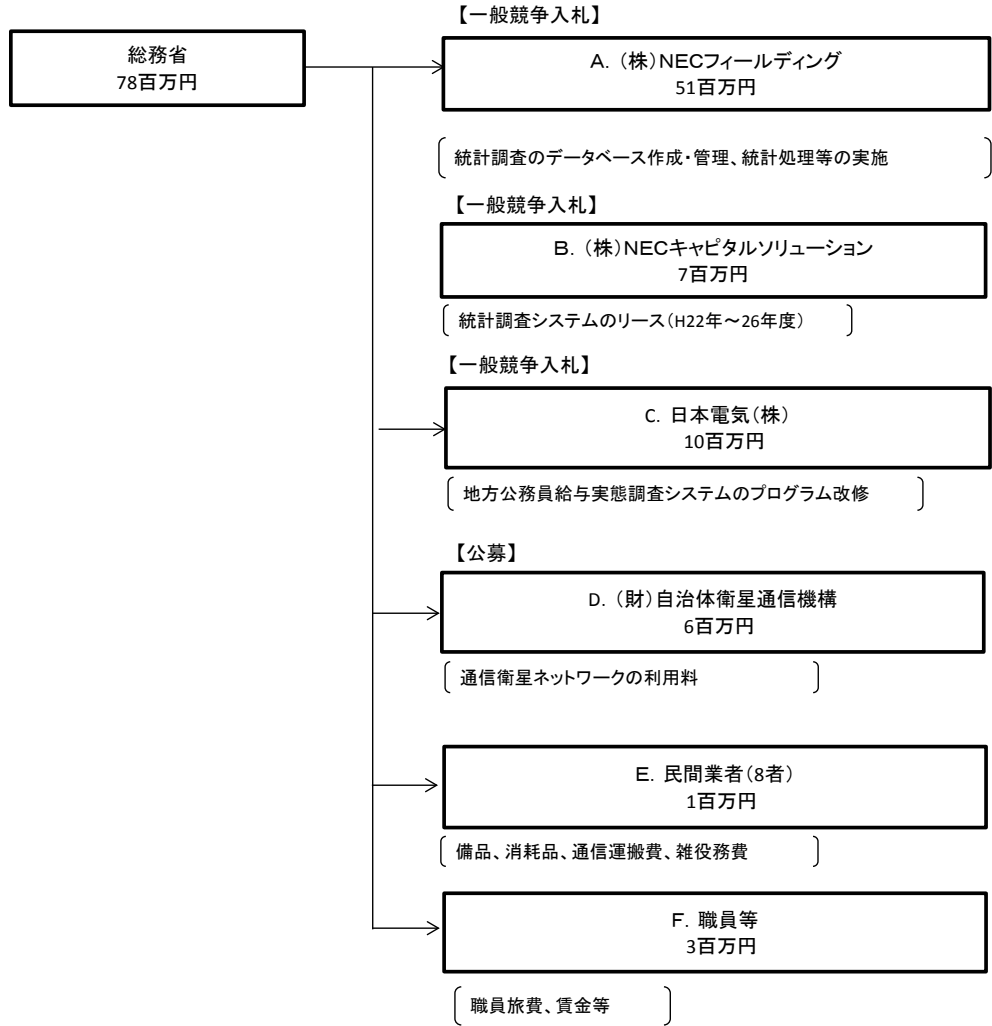 【一般競争入札】
総務省
78百万円
A. (株)NECフィールディング
51百万円
統計調査のデータベース作成・管理、統計処理等の実施
【一般競争入札】
B. (株)NECキャピタルソリューション
7百万円
統計調査システムのリース(H22年～26年度)
【一般競争入札】
C. 日本電気(株)
10百万円
地方公務員給与実態調査システムのプログラム改修
【公募】
D. (財)自治体衛星通信機構
6百万円
通信衛星ネットワークの利用料
E. 民間業者(8者)
1百万円
備品、消耗品、通信運搬費、雑役務費
F. 職員等
3百万円
職員旅費、賃金等